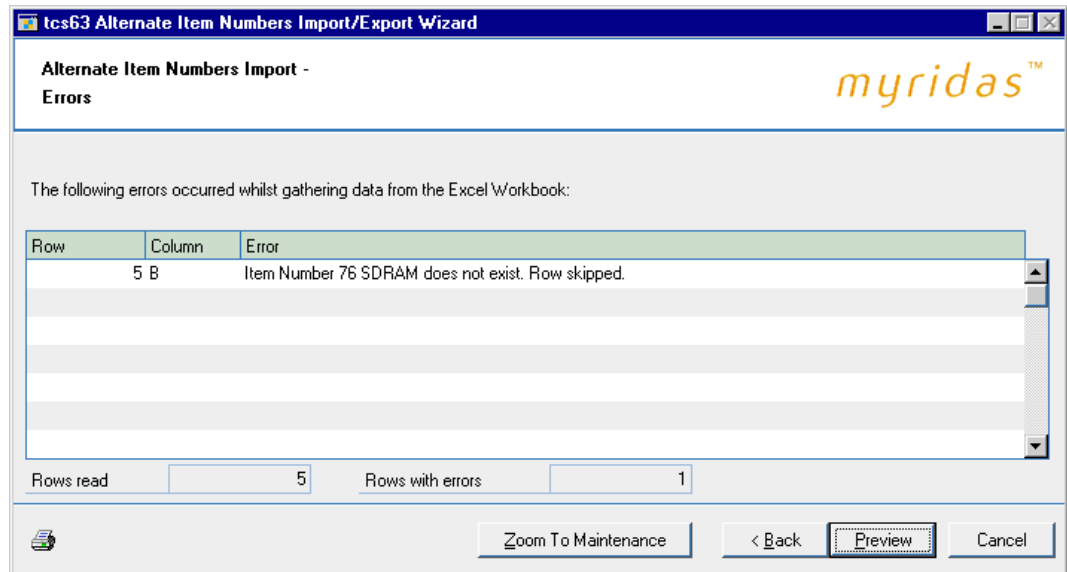 tcs63 Alternate Item Numbers Import/Export Wizard
Alternate Item Numbers Import -
Errors
myridas™
The following errors occurred whilst gathering data from the Excel Workbook:
Row Column Error
5 B Item Number 76 SDRAM does not exist. Row skipped.
Rows read 5 Rows with errors 1
Zoom To Maintenance < Back Preview Cancel